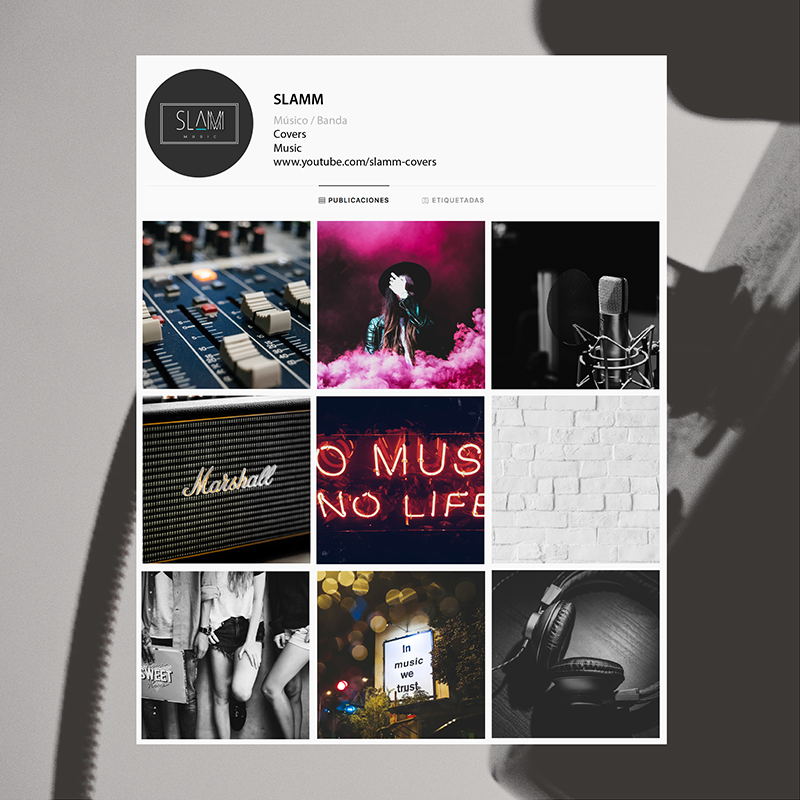 SLAMM
MUSIC
SLAMM
Músico / Banda
Covers
Music
www.youtube.com/slamm-covers
PUBLICACIONES
ETIQUETADAS
Marshall
O MUS
NO LIFE
SWEET
In
music
we
trust